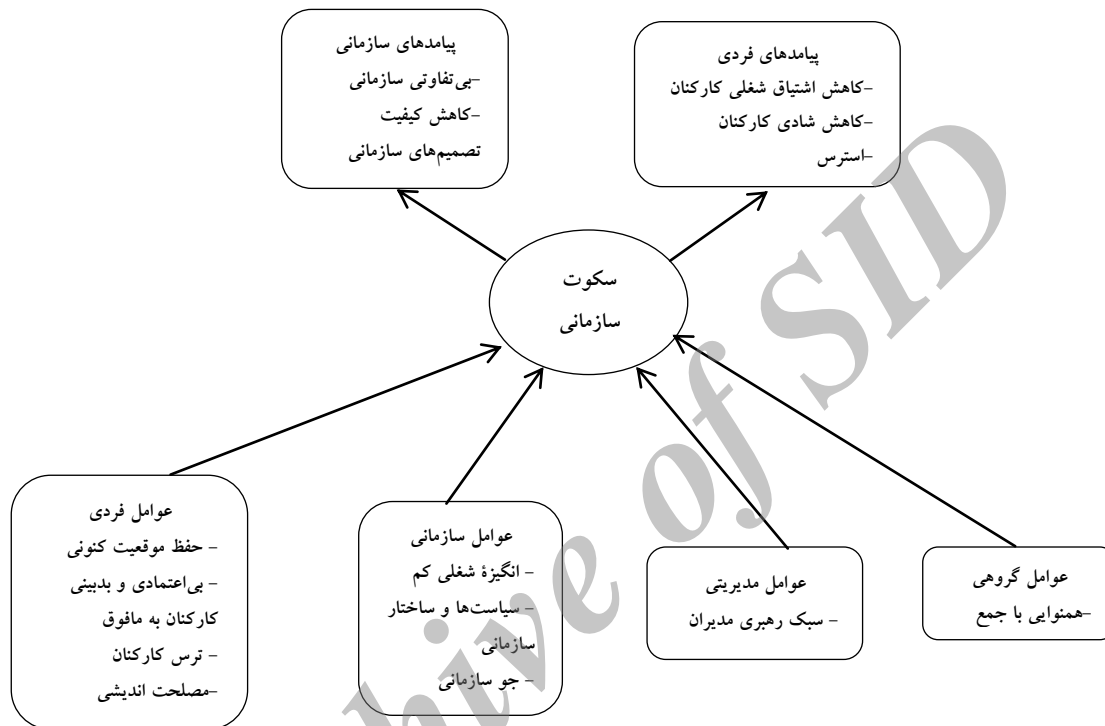 پیامدهای فردی
–کاهش اشتیاق شغلی کارکنان
–کاهش شادی کارکنان
–استرس
پیامدهای سازمانی
–بی‌تفاوتی سازمانی
–کاهش کیفیت
تصمیم‌های سازمانی
سکوت
سازمانی
عوامل گروهی
–همنوایی با جمع
عوامل مدیریتی
– سبک رهبری مدیران
عوامل سازمانی
– انگیزهٔ شغلی کم
– سیاست‌ها و ساختار
سازمانی
– جو سازمانی
عوامل فردی
– حفظ موقعیت کنونی
– بی‌اعتمادی و بدبینی
کارکنان به مافوق
– ترس کارکنان
–مصلحت اندیشی
hive of SID